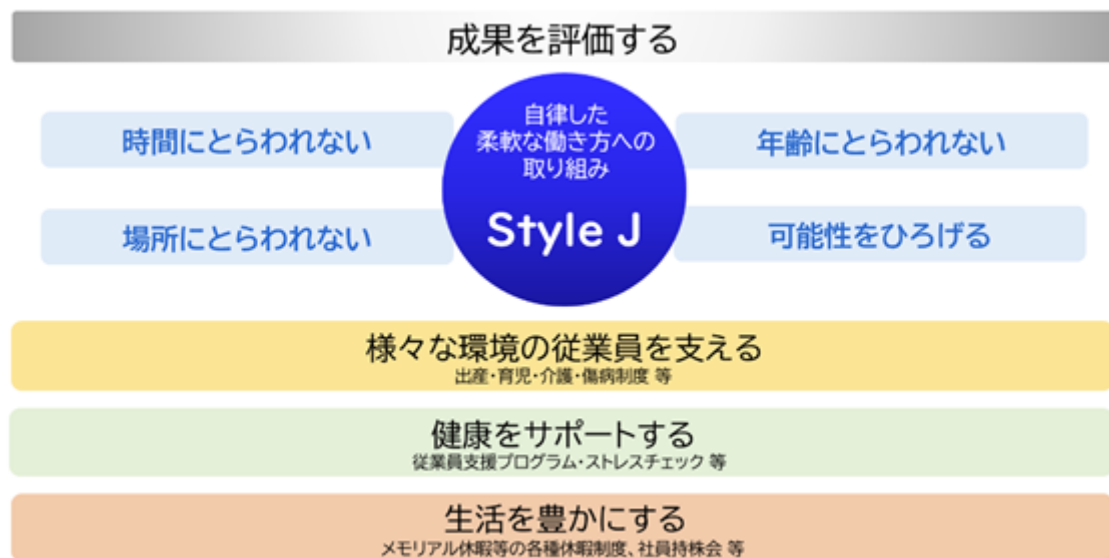 成果を評価する
時間にとらわれない
自律した
柔軟な働き方への
取り組み
年齢にとらわれない
場所にとらわれない
Style J
可能性をひろげる
様々な環境の従業員を支える
出産・育児・介護・傷病制度 等
健康をサポートする
従業員支援プログラム・ストレスチェック 等
生活を豊かにする
メモリアル休暇等の各種休暇制度、社員持株会 等